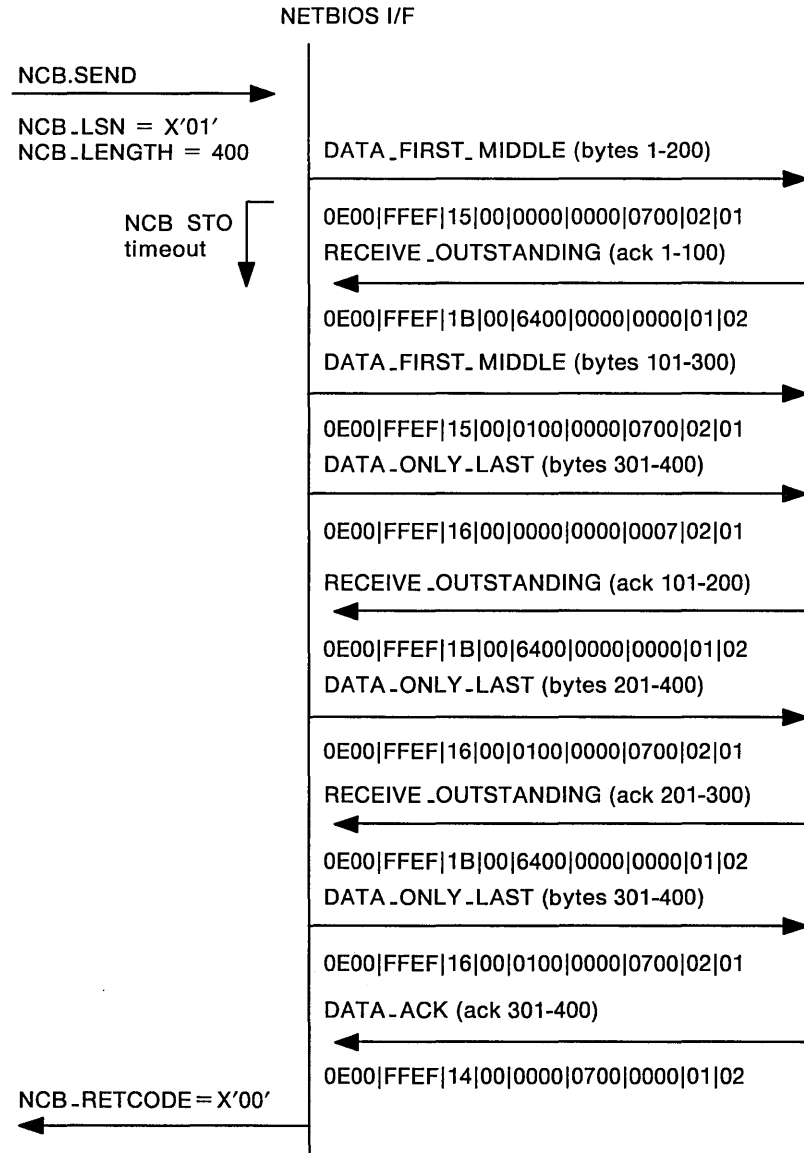 NETBIOS I/F
NCB.SEND
NCB_LSN = X'01'
NCB_LENGTH = 400
DATA_FIRST_MIDDLE (bytes 1-200)
NCB STO
timeout
0E00|FFEF|15|00|0000|0000|0700|02|01
RECEIVE_OUTSTANDING (ack 1-100)
0E00|FFEF|1B|00|6400|0000|0000|01|02
DATA_FIRST_MIDDLE (bytes 101-300)
0E00|FFEF|15|00|0100|0000|0700|02|01
DATA_ONLY_LAST (bytes 301-400)
0E00|FFEF|16|00|0000|0000|0007|02|01
RECEIVE_OUTSTANDING (ack 101-200)
0E00|FFEF|1B|00|6400|0000|0000|01|02
DATA_ONLY_LAST (bytes 201-400)
0E00|FFEF|16|00|0100|0000|0700|02|01
RECEIVE_OUTSTANDING (ack 201-300)
0E00|FFEF|1B|00|6400|0000|0000|01|02
DATA_ONLY_LAST (bytes 301-400)
0E00|FFEF|16|00|0100|0000|0700|02|01
DATA_ACK (ack 301-400)
0E00|FFEF|14|00|0000|0700|0000|01|02
NCB_RETCODE=X'00'